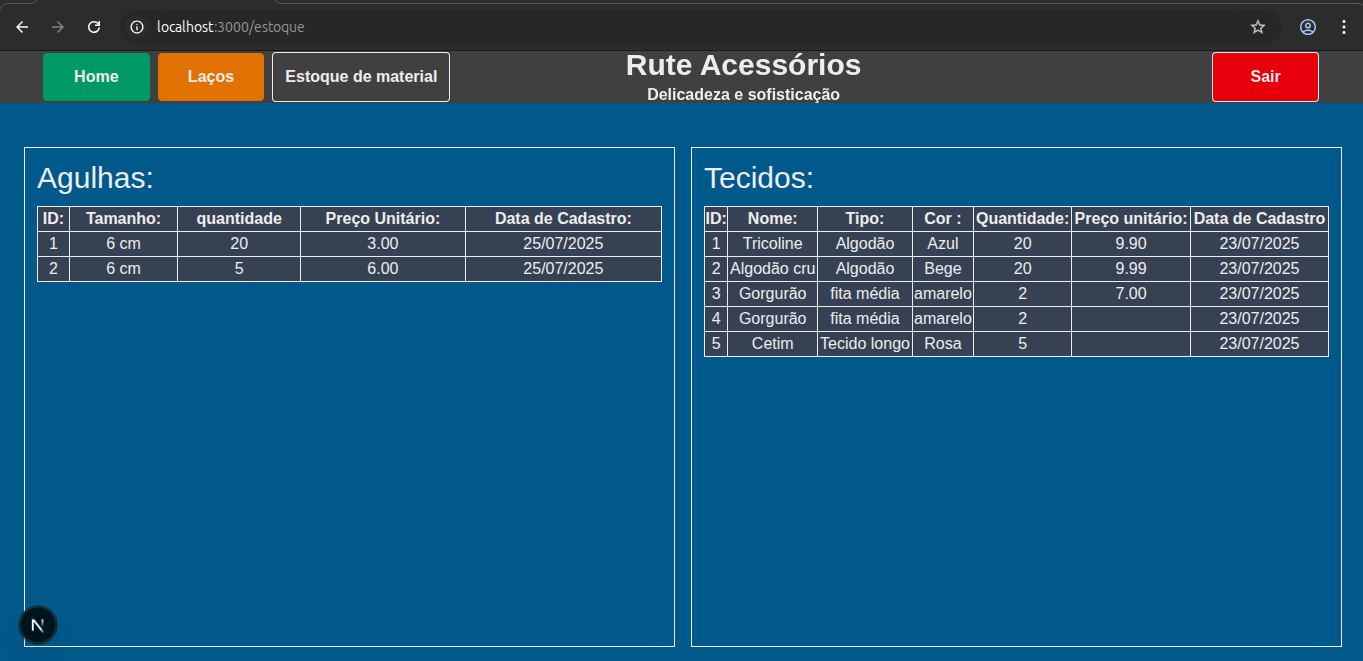 localhost:3000/estoque
Home Laços Estoque de material Rute Acessórios Sair
Delicadeza e sofisticação
Agulhas:
ID: Tamanho: quantidade Preço Unitário: Data de Cadastro:
1 6 cm 20 3.00 25/07/2025
2 6 cm 5 6.00 25/07/2025
Tecidos:
ID: Nome: Tipo: Cor : Quantidade: Preço unitário: Data de Cadastro
1 Tricoline Algodão Azul 20 9.90 23/07/2025
2 Algodão cru Algodão Bege 20 9.99 23/07/2025
3 Gorgurão fita média amarelo 2 7.00 23/07/2025
4 Gorgurão fita média amarelo 2 23/07/2025
5 Cetim Tecido longo Rosa 5 23/07/2025
N